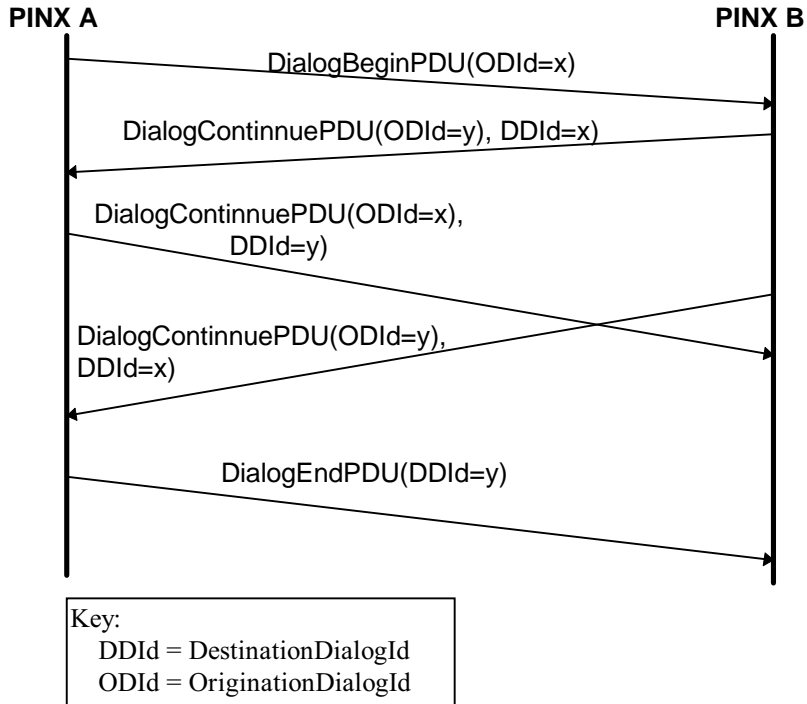 PINX A
PINX B
DialogBeginPDU(ODId=x)
DialogContinnuePDU(ODId=y), DDId=x)
DialogContinnuePDU(ODId=x),
DDId=y)
DialogContinnuePDU(ODId=y),
DDId=x)
DialogEndPDU(DDId=y)
Key:
DDId = DestinationDialogId
ODId = OriginationDialogId